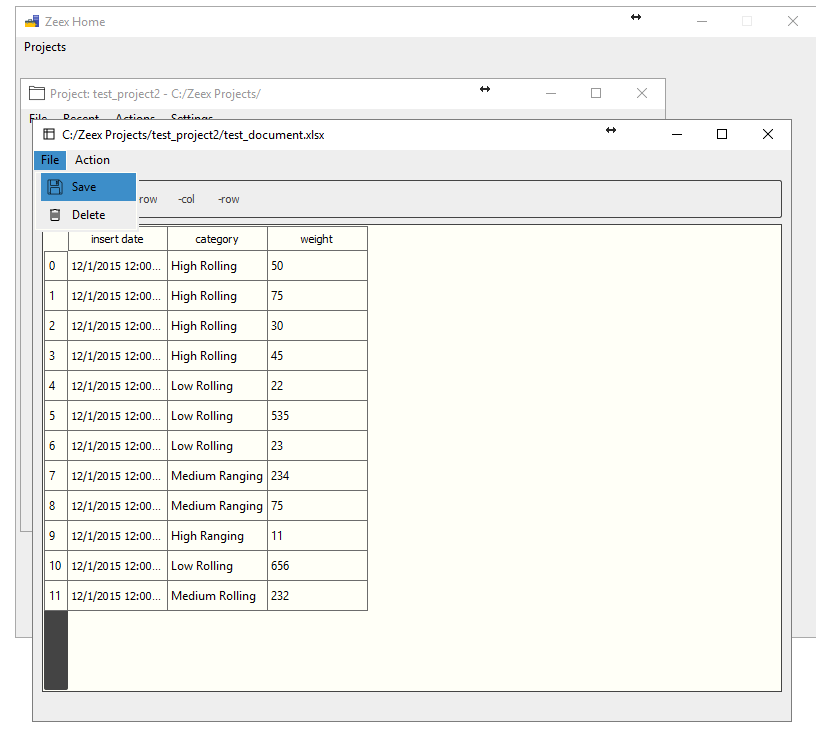 Zeex Home
Projects
Project: test_project2 - C:/Zeex Projects/
File Recent Actions Settings
C:/Zeex Projects/test_project2/test_document.xlsx
File Action
Save
row -col -row
Delete
insert date category weight
0 12/1/2015 12:00... High Rolling 50
1 12/1/2015 12:00... High Rolling 75
2 12/1/2015 12:00... High Rolling 30
3 12/1/2015 12:00... High Rolling 45
4 12/1/2015 12:00... Low Rolling 22
5 12/1/2015 12:00... Low Rolling 535
6 12/1/2015 12:00... Low Rolling 23
7 12/1/2015 12:00... Medium Ranging 234
8 12/1/2015 12:00... Medium Ranging 75
9 12/1/2015 12:00... High Ranging 11
10 12/1/2015 12:00... Low Rolling 656
11 12/1/2015 12:00... Medium Rolling 232